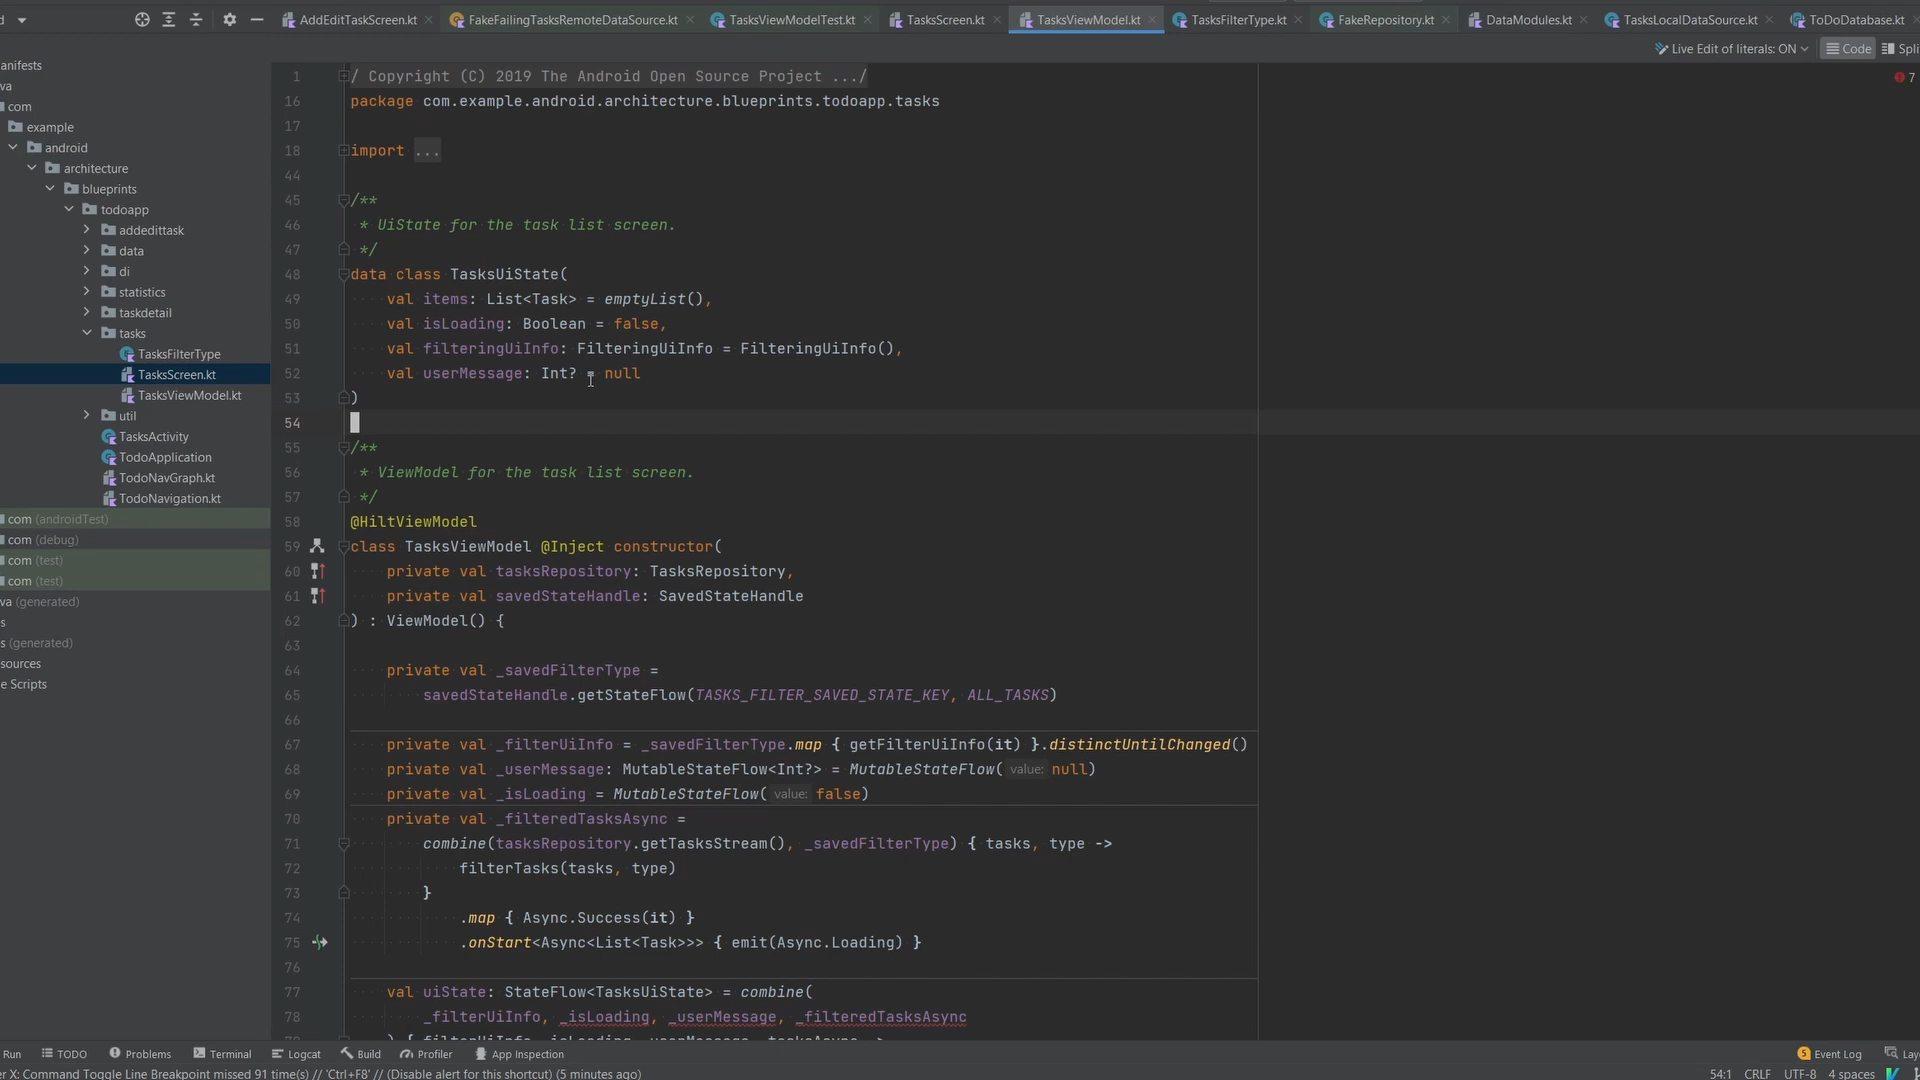 AddEditTaskScreen.kt FakeFailingTasksRemoteDataSource.kt TasksViewModelTest.kt TasksScreen.kt TasksViewModel.kt TasksFilterType.kt FakeRepository.kt DataModules.kt TasksLocalDataSource.kt ToDoDatabase.kt
Live Edit of literals: ON Code Spli
anifests
va
com
example
android
architecture
blueprints
todoapp
addedittask
data
di
statistics
taskdetail
tasks
TasksFilterType
TasksScreen.kt
TasksViewModel.kt
util
TasksActivity
TodoApplication
TodoNavGraph.kt
TodoNavigation.kt
com (androidTest)
com (debug)
com (test)
com (test)
va (generated)
s
s (generated)
sources
e Scripts
1 / Copyright (C) 2019 The Android Open Source Project .../ 7
16 package com.example.android.architecture.blueprints.todoapp.tasks
17
18 import ...
44
45 /**
46 * UiState for the task list screen.
47 */
48 data class TasksUiState(
49 val items: List<Task> = emptyList(),
50 val isLoading: Boolean = false,
51 val filteringUiInfo: FilteringUiInfo = FilteringUiInfo(),
52 val userMessage: Int? = null
53 )
54
55 /**
56 * ViewModel for the task list screen.
57 */
58 @HiltViewModel
59 class TasksViewModel @Inject constructor(
60 private val tasksRepository: TasksRepository,
61 private val savedStateHandle: SavedStateHandle
62 ) : ViewModel() {
63
64 private val _savedFilterType =
65 savedStateHandle.getStateFlow(TASKS_FILTER_SAVED_STATE_KEY, ALL_TASKS)
66
67 private val _filterUiInfo = _savedFilterType.map { getFilterUiInfo(it) }.distinctUntilChanged()
68 private val _userMessage: MutableStateFlow<Int?> = MutableStateFlow( value: null)
69 private val _isLoading = MutableStateFlow( value: false)
70 private val _filteredTasksAsync =
71 combine(tasksRepository.getTasksStream(), _savedFilterType) { tasks, type ->
72 filterTasks(tasks, type)
73 }
74 .map { Async.Success(it) }
75 .onStart<Async<List<Task>>> { emit(Async.Loading) }
76
77 val uiState: StateFlow<TasksUiState> = combine(
78 _filterUiInfo, _isLoading, _userMessage, _filteredTasksAsync
Run TODO Problems Terminal Logcat Build Profiler App Inspection 5 Event Log Lay
er X: Command Toggle Line Breakpoint missed 91 time(s) // 'Ctrl+F8' // (Disable alert for this shortcut) (5 minutes ago) 54:1 CRLF UTF-8 4 spaces